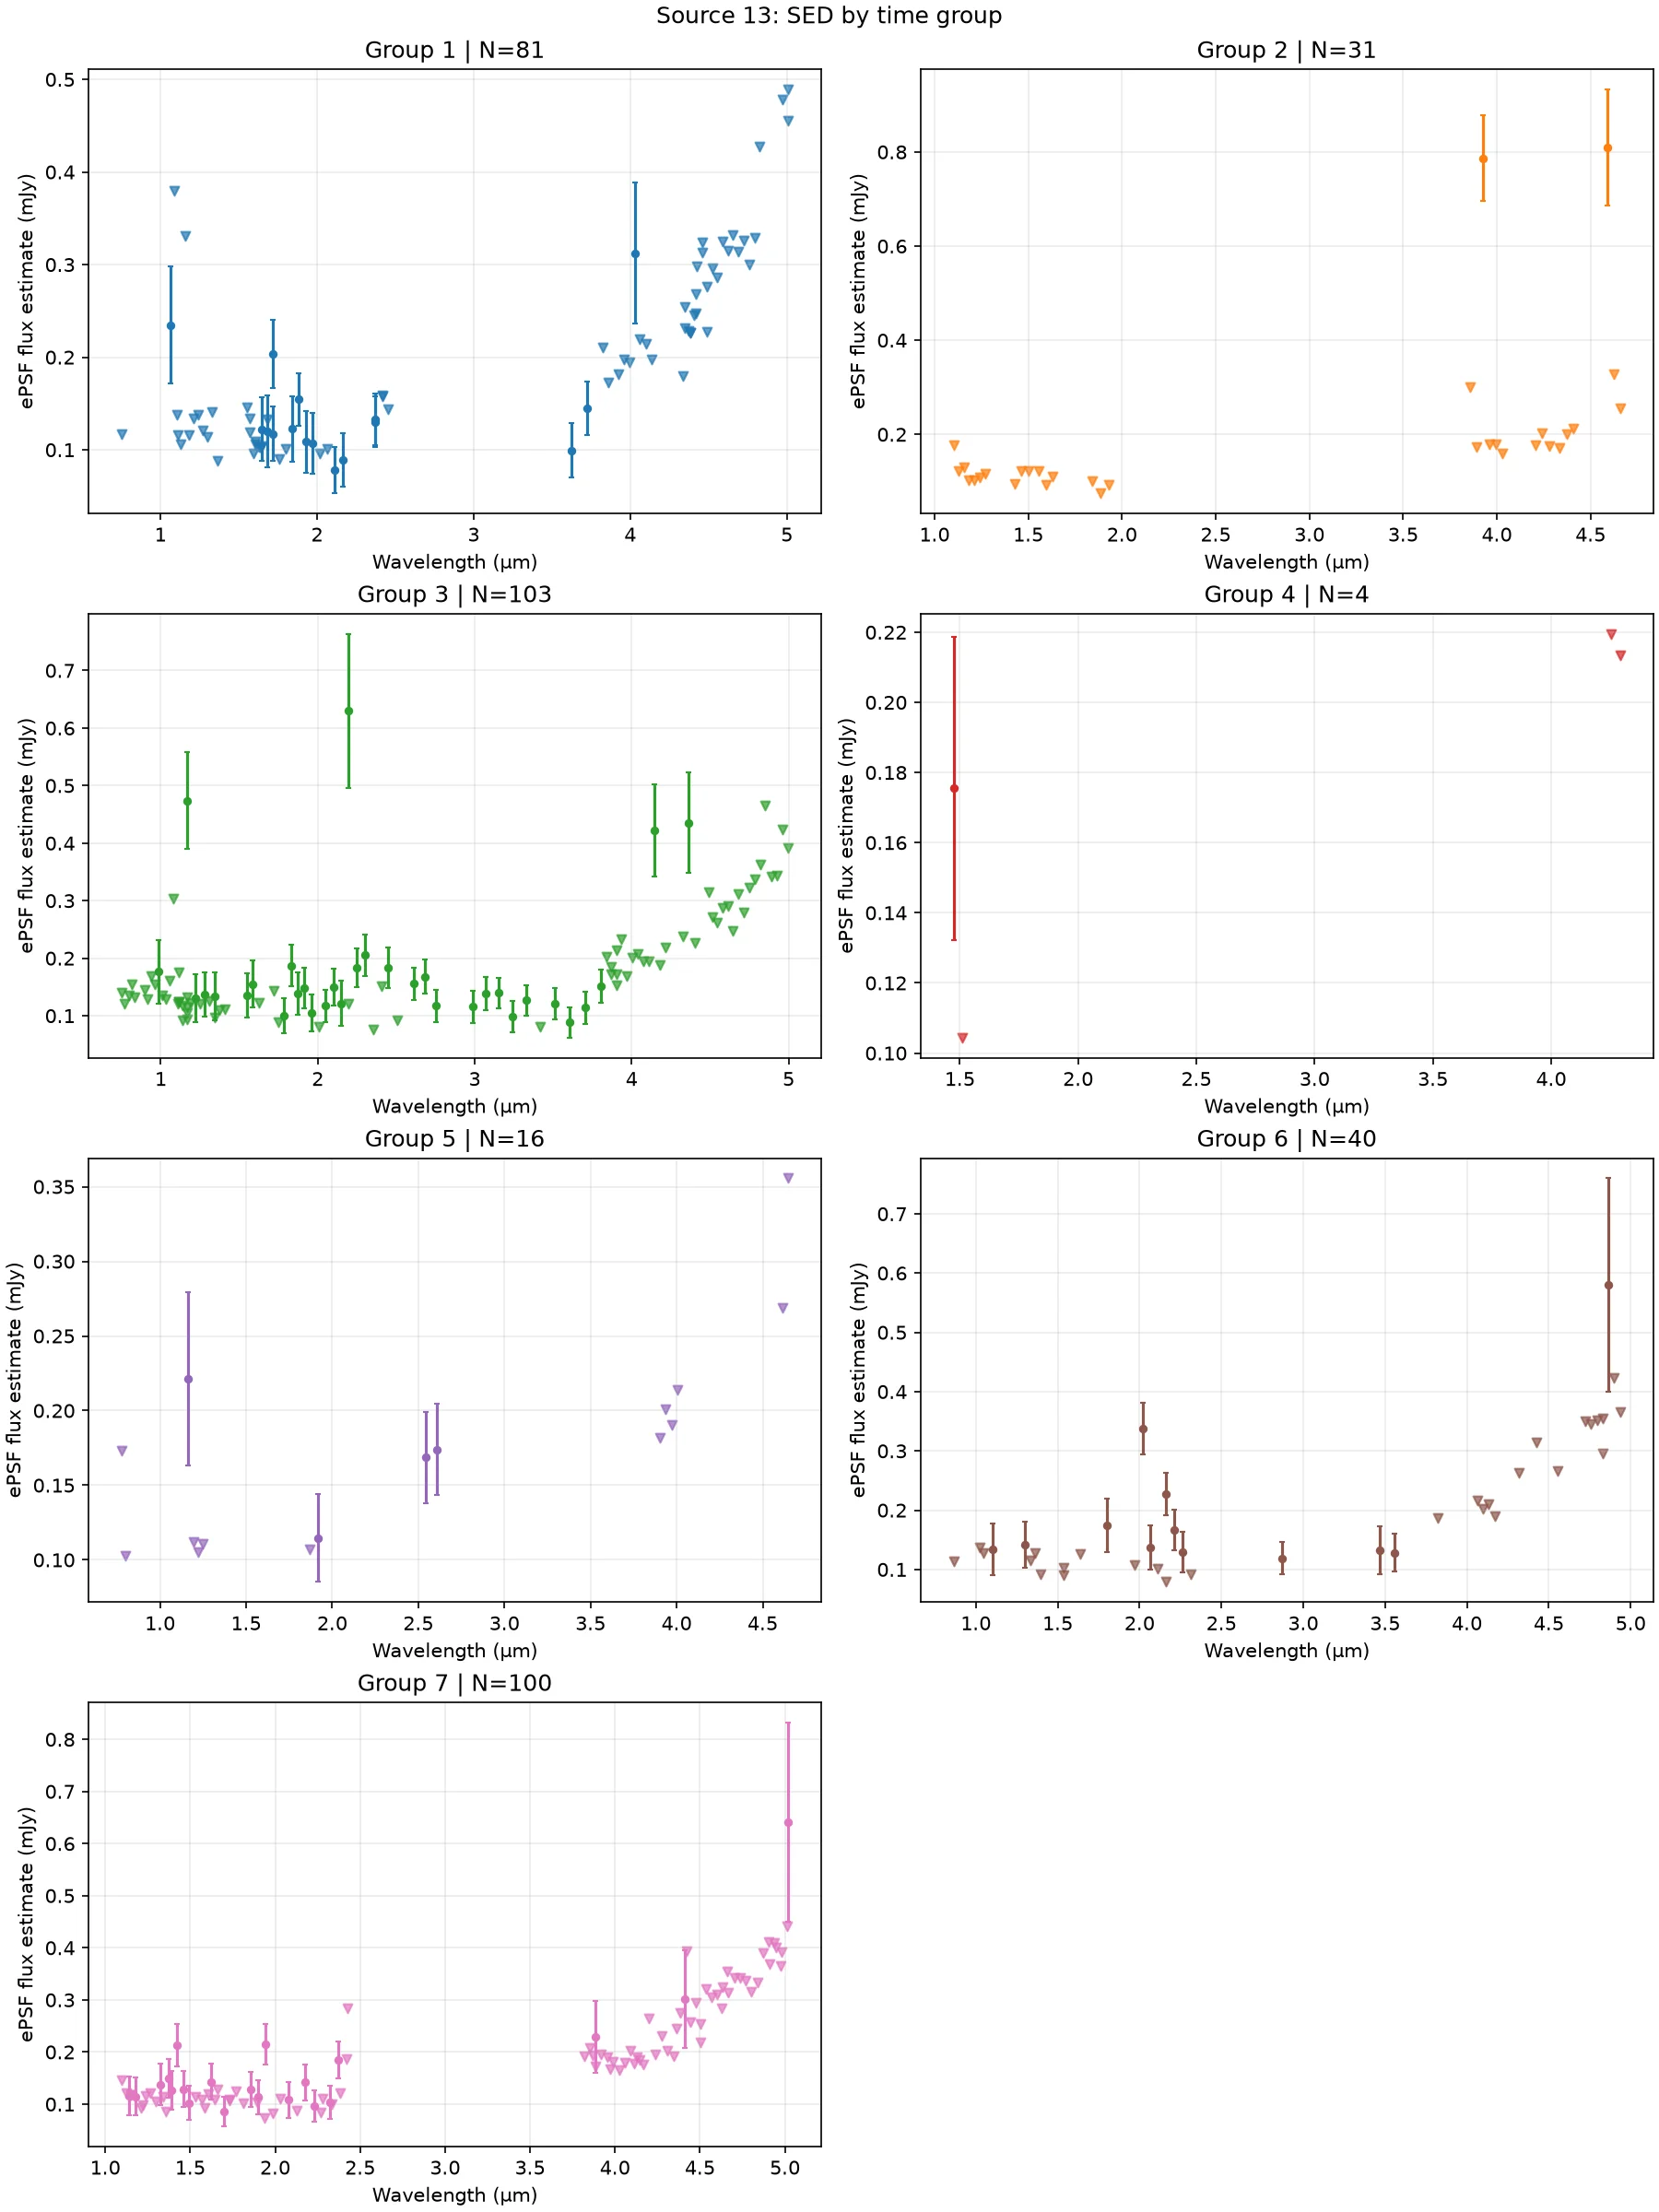 Source 13: SED by time group
Group 1 | N=81
0.5
0.4
0.3
0.2
0.1
ePSF flux estimate (mJy)
1 2 3 4 5
Wavelength (µm)
Group 2 | N=31
0.8
0.6
0.4
0.2
ePSF flux estimate (mJy)
1.0 1.5 2.0 2.5 3.0 3.5 4.0 4.5
Wavelength (µm)
Group 3 | N=103
0.7
0.6
0.5
0.4
0.3
0.2
0.1
ePSF flux estimate (mJy)
1 2 3 4 5
Wavelength (µm)
Group 4 | N=4
0.22
0.20
0.18
0.16
0.14
0.12
0.10
ePSF flux estimate (mJy)
1.5 2.0 2.5 3.0 3.5 4.0
Wavelength (µm)
Group 5 | N=16
0.35
0.30
0.25
0.20
0.15
0.10
ePSF flux estimate (mJy)
1.0 1.5 2.0 2.5 3.0 3.5 4.0 4.5
Wavelength (µm)
Group 6 | N=40
0.7
0.6
0.5
0.4
0.3
0.2
0.1
ePSF flux estimate (mJy)
1.0 1.5 2.0 2.5 3.0 3.5 4.0 4.5 5.0
Wavelength (µm)
Group 7 | N=100
0.8
0.7
0.6
0.5
0.4
0.3
0.2
0.1
ePSF flux estimate (mJy)
1.0 1.5 2.0 2.5 3.0 3.5 4.0 4.5 5.0
Wavelength (µm)